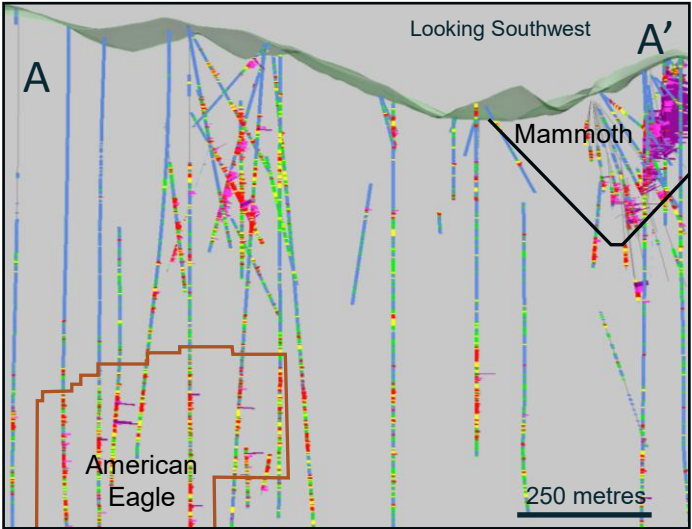 Looking Southwest
A
A’
Mammoth
American
Eagle
250 metres